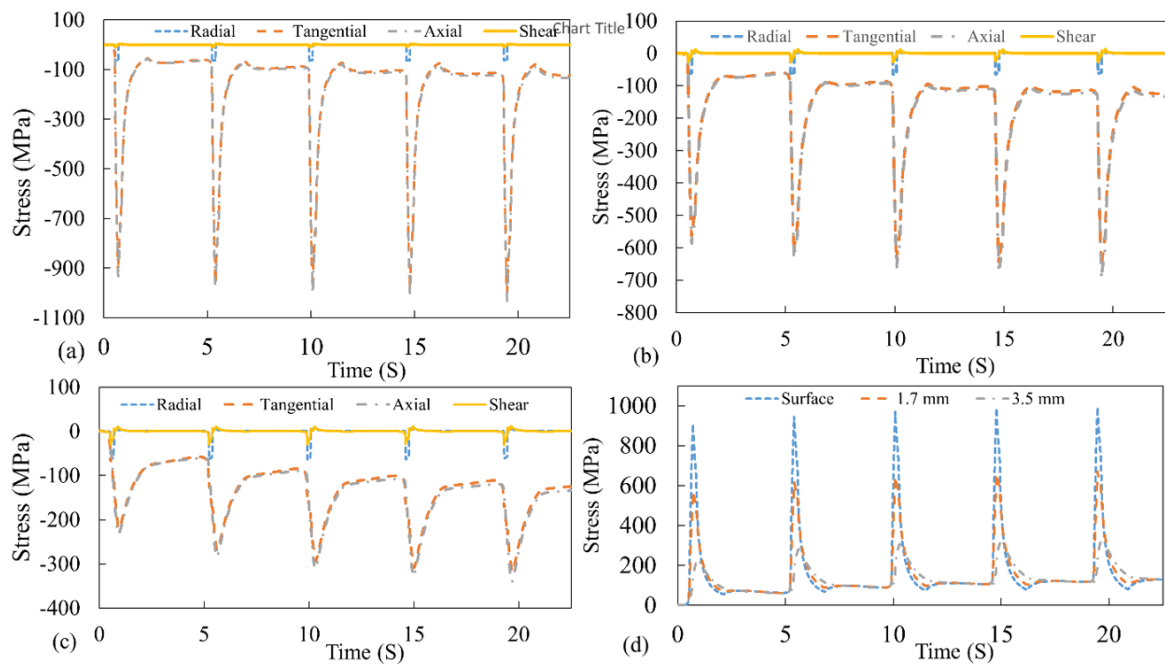 Chart Title
Radial Tangential Axial Shear
100
-100
-300
-500
-700
-900
-1100
Stress (MPa)
0 5 10 15 20
Time (S)
(a)
Radial Tangential Axial Shear
100
0
-100
-200
-300
-400
-500
-600
-700
-800
Stress (MPa)
0 5 10 15 20
Time (S)
(b)
Radial Tangential Axial Shear
100
0
-100
-200
-300
-400
Stress (MPa)
0 5 10 15 20
Time (S)
(c)
Surface 1.7 mm 3.5 mm
1000
800
600
400
200
0
Stress (MPa)
0 5 10 15 20
Time (S)
(d)